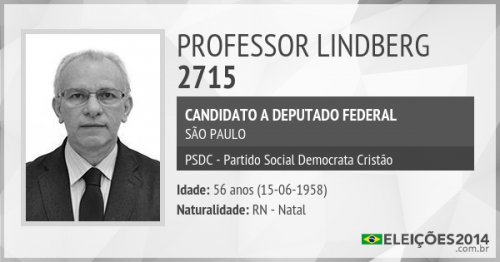 PROFESSOR LINDBERG
2715
CANDIDATO A DEPUTADO FEDERAL
SÃO PAULO
PSDC - Partido Social Democrata Cristão
Idade: 56 anos (15-06-1958)
Naturalidade: RN - Natal
ELEIÇÕES2014
.com.br